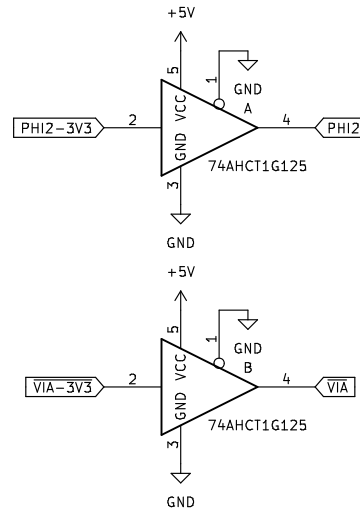 +5V
5
1
GND
A
VCC
PHI2-3V3
2
4
PHI2
GND
3
74AHCT1G125
GND
+5V
5
1
GND
B
VCC
VIA-3V3
2
4
VIA
GND
3
74AHCT1G125
GND